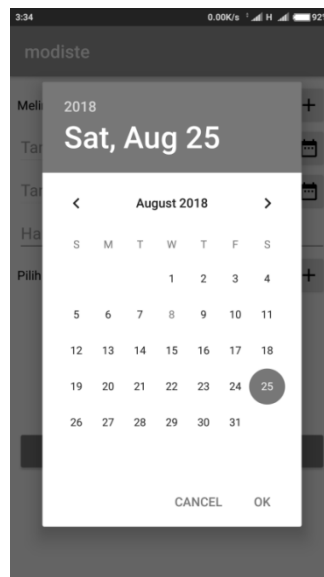 3:34 0.00K/s H 92%
modiste
Meli
2018
Sat, Aug 25
Tan
Tan
Ha
Pilih
August 2018
S M T W T F S
1 2 3 4
5 6 7 8 9 10 11
12 13 14 15 16 17 18
19 20 21 22 23 24 25
26 27 28 29 30 31
CANCEL OK